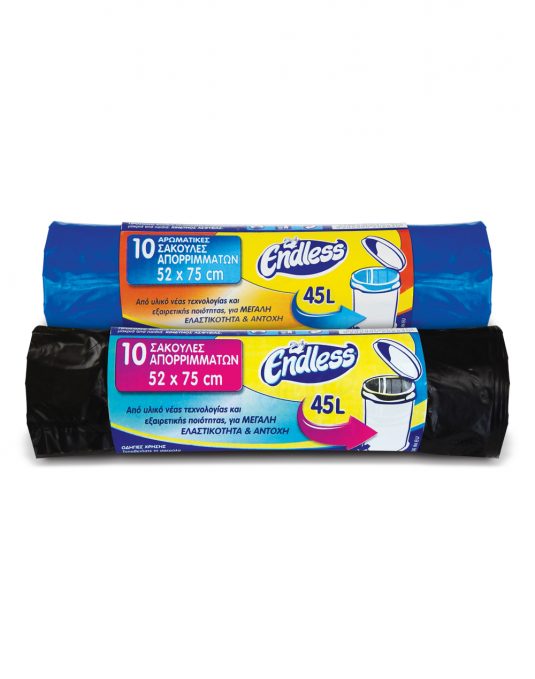 10 ΑΡΩΜΑΤΙΚΕΣ
ΣΑΚΟΥΛΕΣ
ΑΠΟΡΡΙΜΜΑΤΩΝ
52 x 75 cm
Endless
45L
Από υλικό νέας τεχνολογίας και
εξαιρετικής ποιότητας, για ΜΕΓΑΛΗ
ΕΛΑΣΤΙΚΟΤΗΤΑ & ΑΝΤΟΧΗ
10 ΣΑΚΟΥΛΕΣ
ΑΠΟΡΡΙΜΜΑΤΩΝ
52 x 75 cm
Endless
45L
Από υλικό νέας τεχνολογίας και
εξαιρετικής ποιότητας, για ΜΕΓΑΛΗ
ΕΛΑΣΤΙΚΟΤΗΤΑ & ΑΝΤΟΧΗ
ΟΔΗΓΙΕΣ ΧΡΗΣΗΣ